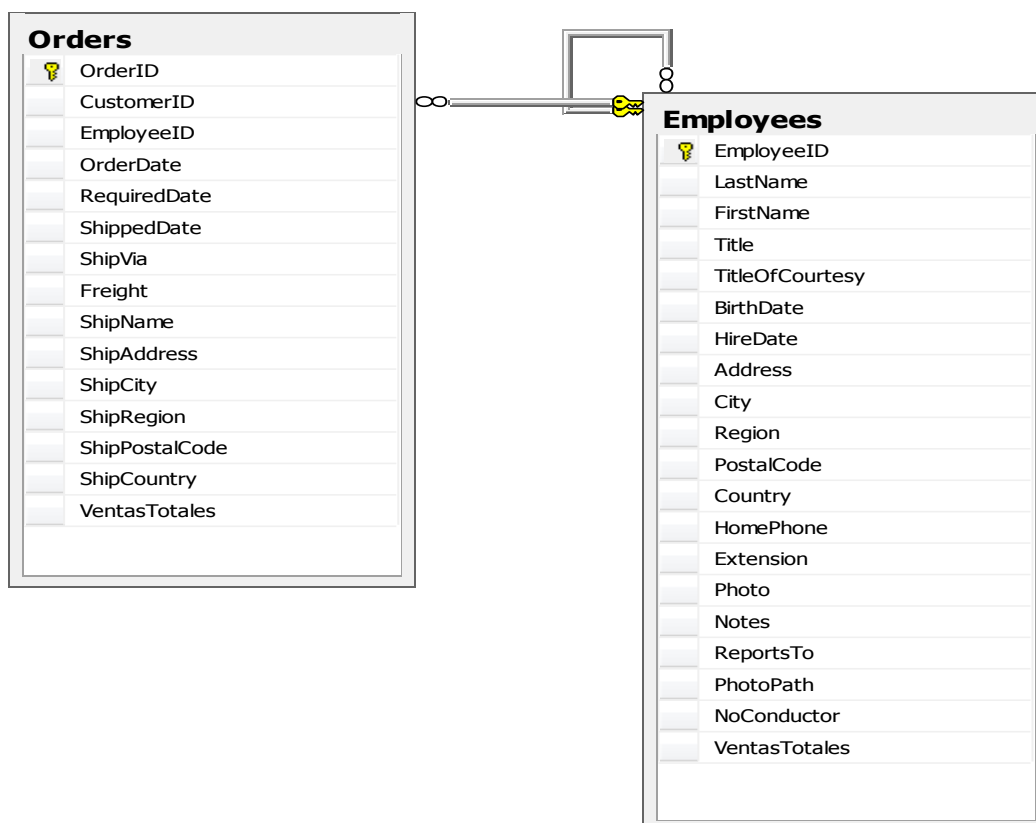 Orders
OrderID
CustomerID
EmployeeID
OrderDate
RequiredDate
ShippedDate
ShipVia
Freight
ShipName
ShipAddress
ShipCity
ShipRegion
ShipPostalCode
ShipCountry
VentasTotales
Employees
EmployeeID
LastName
FirstName
Title
TitleOfCourtesy
BirthDate
HireDate
Address
City
Region
PostalCode
Country
HomePhone
Extension
Photo
Notes
ReportsTo
PhotoPath
NoConductor
VentasTotales